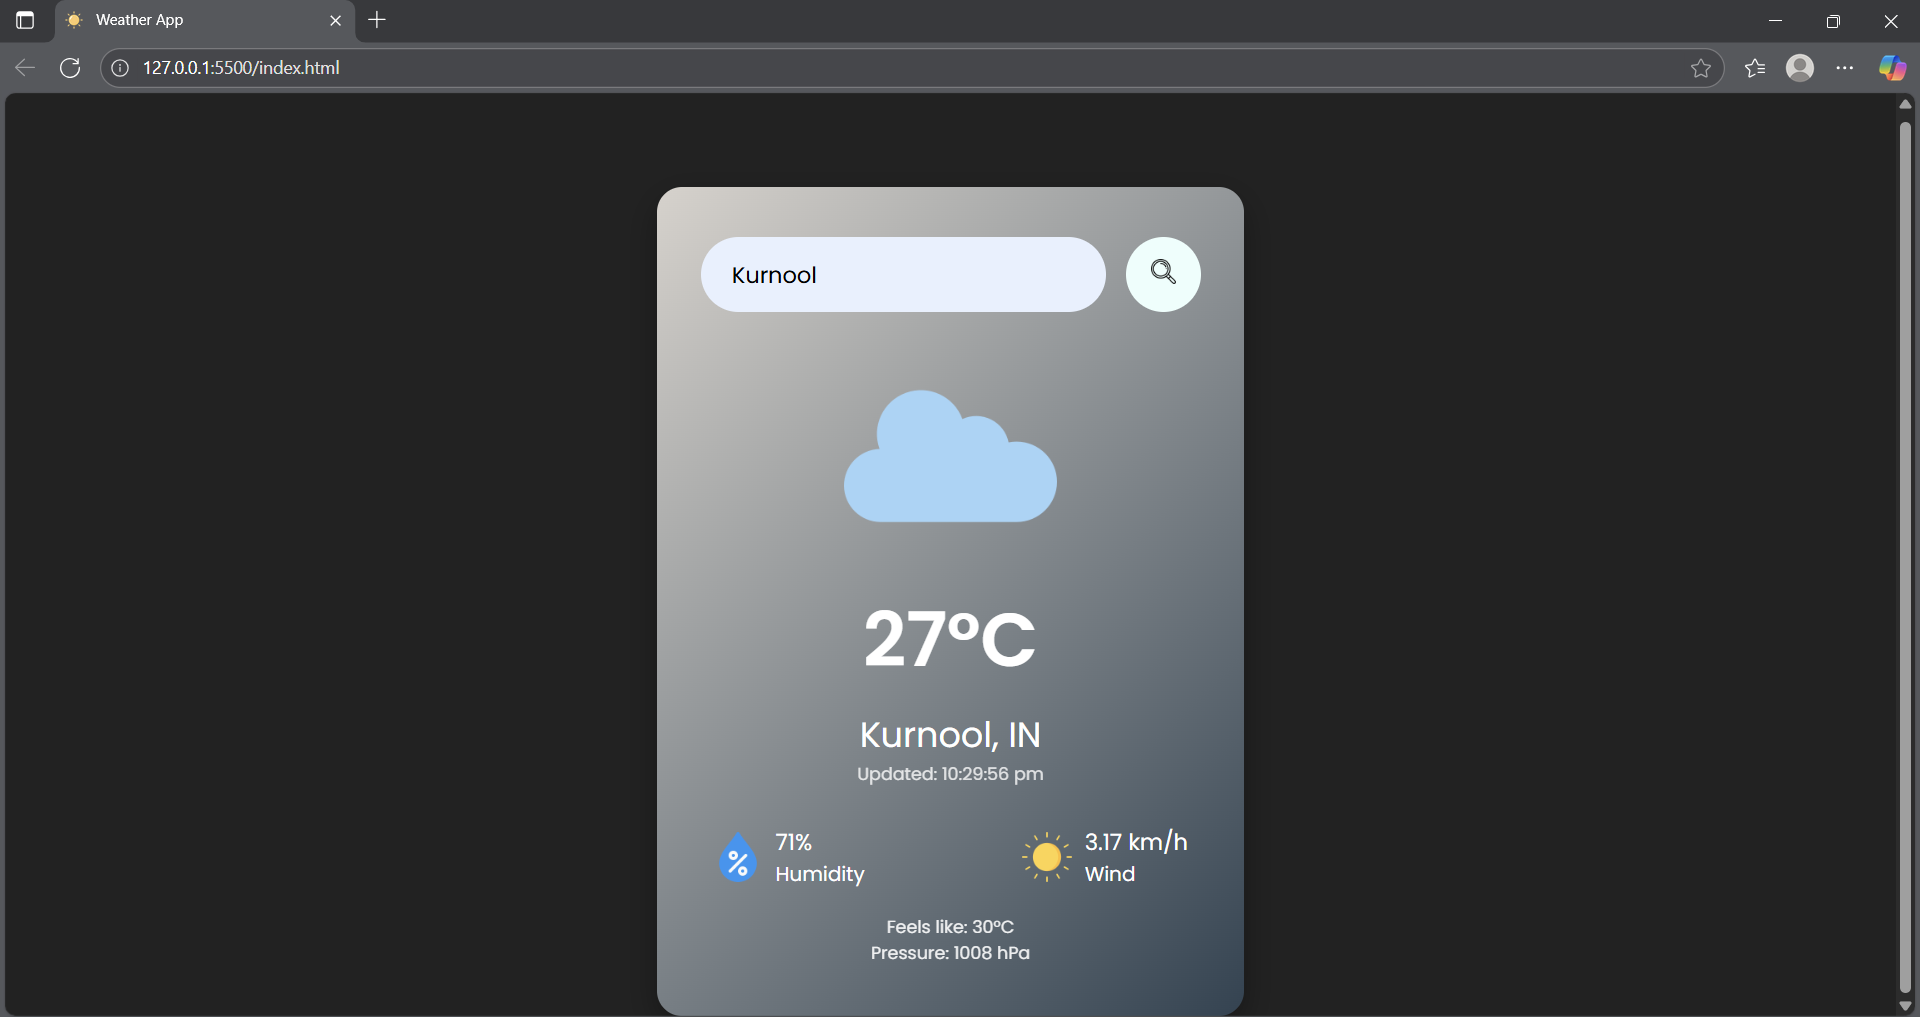 Weather App
127.0.0.1:5500/index.html
Kurnool
27°C
Kurnool, IN
Updated: 10:29:56 pm
71%
Humidity
3.17 km/h
Wind
Feels like: 30°C
Pressure: 1008 hPa